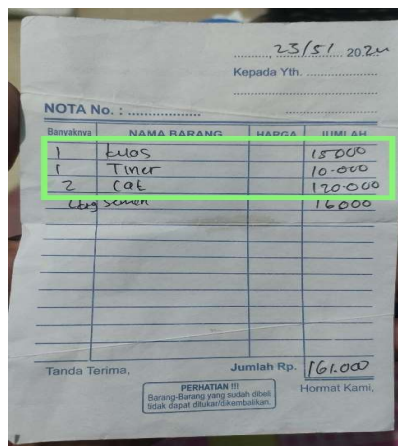 ............, 23/5/ 2024
Kepada Yth. ....................
NOTA No. : ..................
Banyaknya NAMA BARANG HARGA JUMLAH
1 kuos 15000
1 Tiner 10.000
2 Cat 120.000
semen 16000
Jumlah Rp. 161.000
Tanda Terima, Hormat Kami,
PERHATIAN !!!
Barang-Barang yang sudah dibeli
tidak dapat ditukar/dikembalikan.